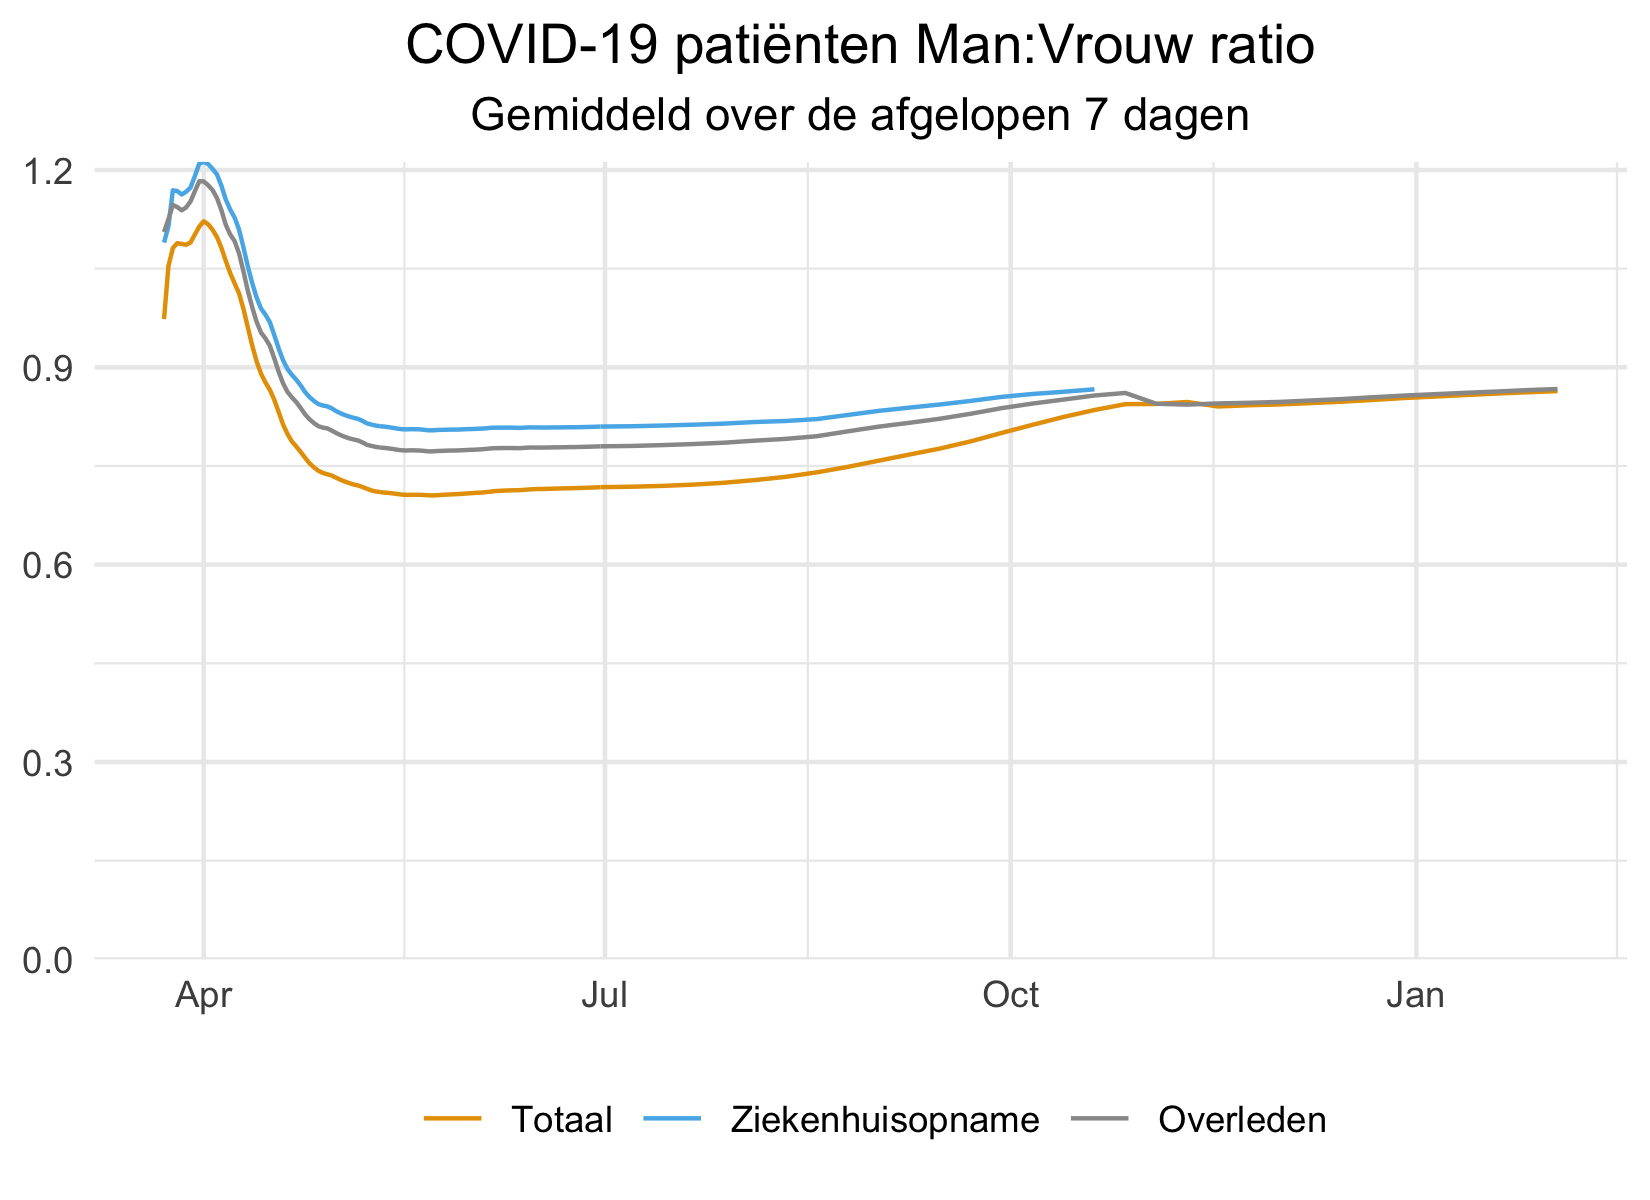 COVID-19 patiënten Man:Vrouw ratio
Gemiddeld over de afgelopen 7 dagen
1.2
0.9
0.6
0.3
0.0
Apr Jul Oct Jan
Totaal Ziekenhuisopname Overleden